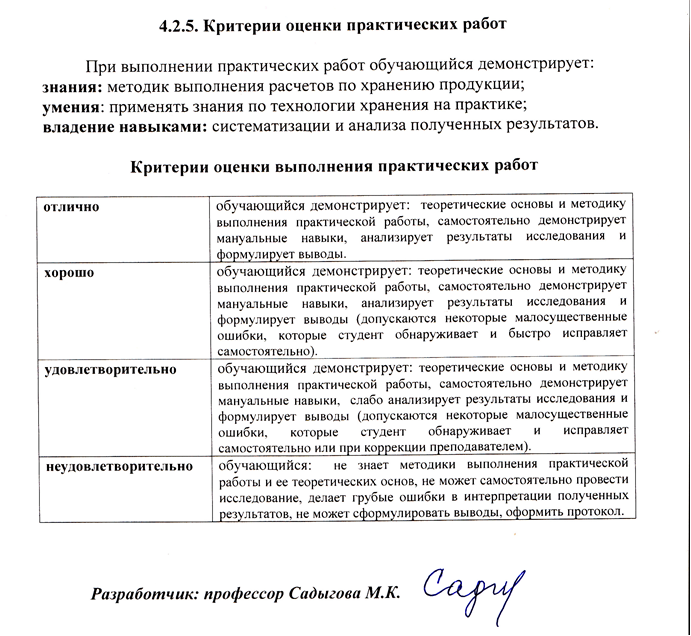 4.2.5. Критерии оценки практических работ
При выполнении практических работ обучающийся демонстрирует:
знания: методик выполнения расчетов по хранению продукции;
умения: применять знания по технологии хранения на практике;
владение навыками: систематизации и анализа полученных результатов.
Критерии оценки выполнения практических работ
отлично
обучающийся демонстрирует: теоретические основы и методику
выполнения практической работы, самостоятельно демонстрирует
мануальные навыки, анализирует результаты исследования и
формулирует выводы.
хорошо
обучающийся демонстрирует: теоретические основы и методику
выполнения практической работы, самостоятельно демонстрирует
мануальные навыки, анализирует результаты исследования и
формулирует выводы (допускаются некоторые малосущественные
ошибки, которые студент обнаруживает и быстро исправляет
самостоятельно).
удовлетворительно
обучающийся демонстрирует: теоретические основы и методику
выполнения практической работы, самостоятельно демонстрирует
мануальные навыки, слабо анализирует результаты исследования и
формулирует выводы (допускаются некоторые малосущественные
ошибки, которые студент обнаруживает и исправляет
самостоятельно или при коррекции преподавателем).
неудовлетворительно
обучающийся: не знает методики выполнения практической
работы и ее теоретических основ, не может самостоятельно провести
исследование, делает грубые ошибки в интерпретации полученных
результатов, не может сформулировать выводы, оформить протокол.
Разработчик: профессор Садыгова М.К.